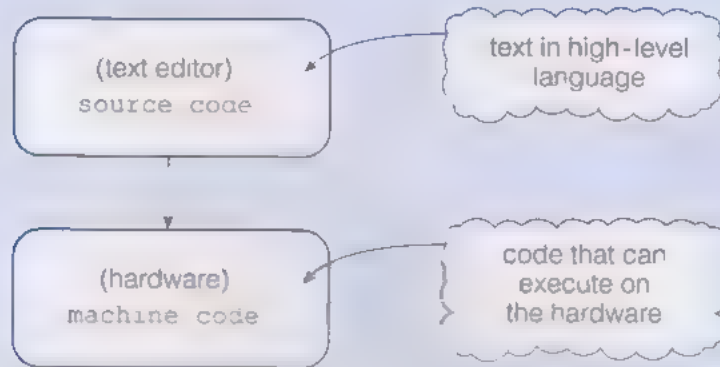 (text editor)
source code
text in high-level
language
(hardware)
machine code
code that can
execute on
the hardware